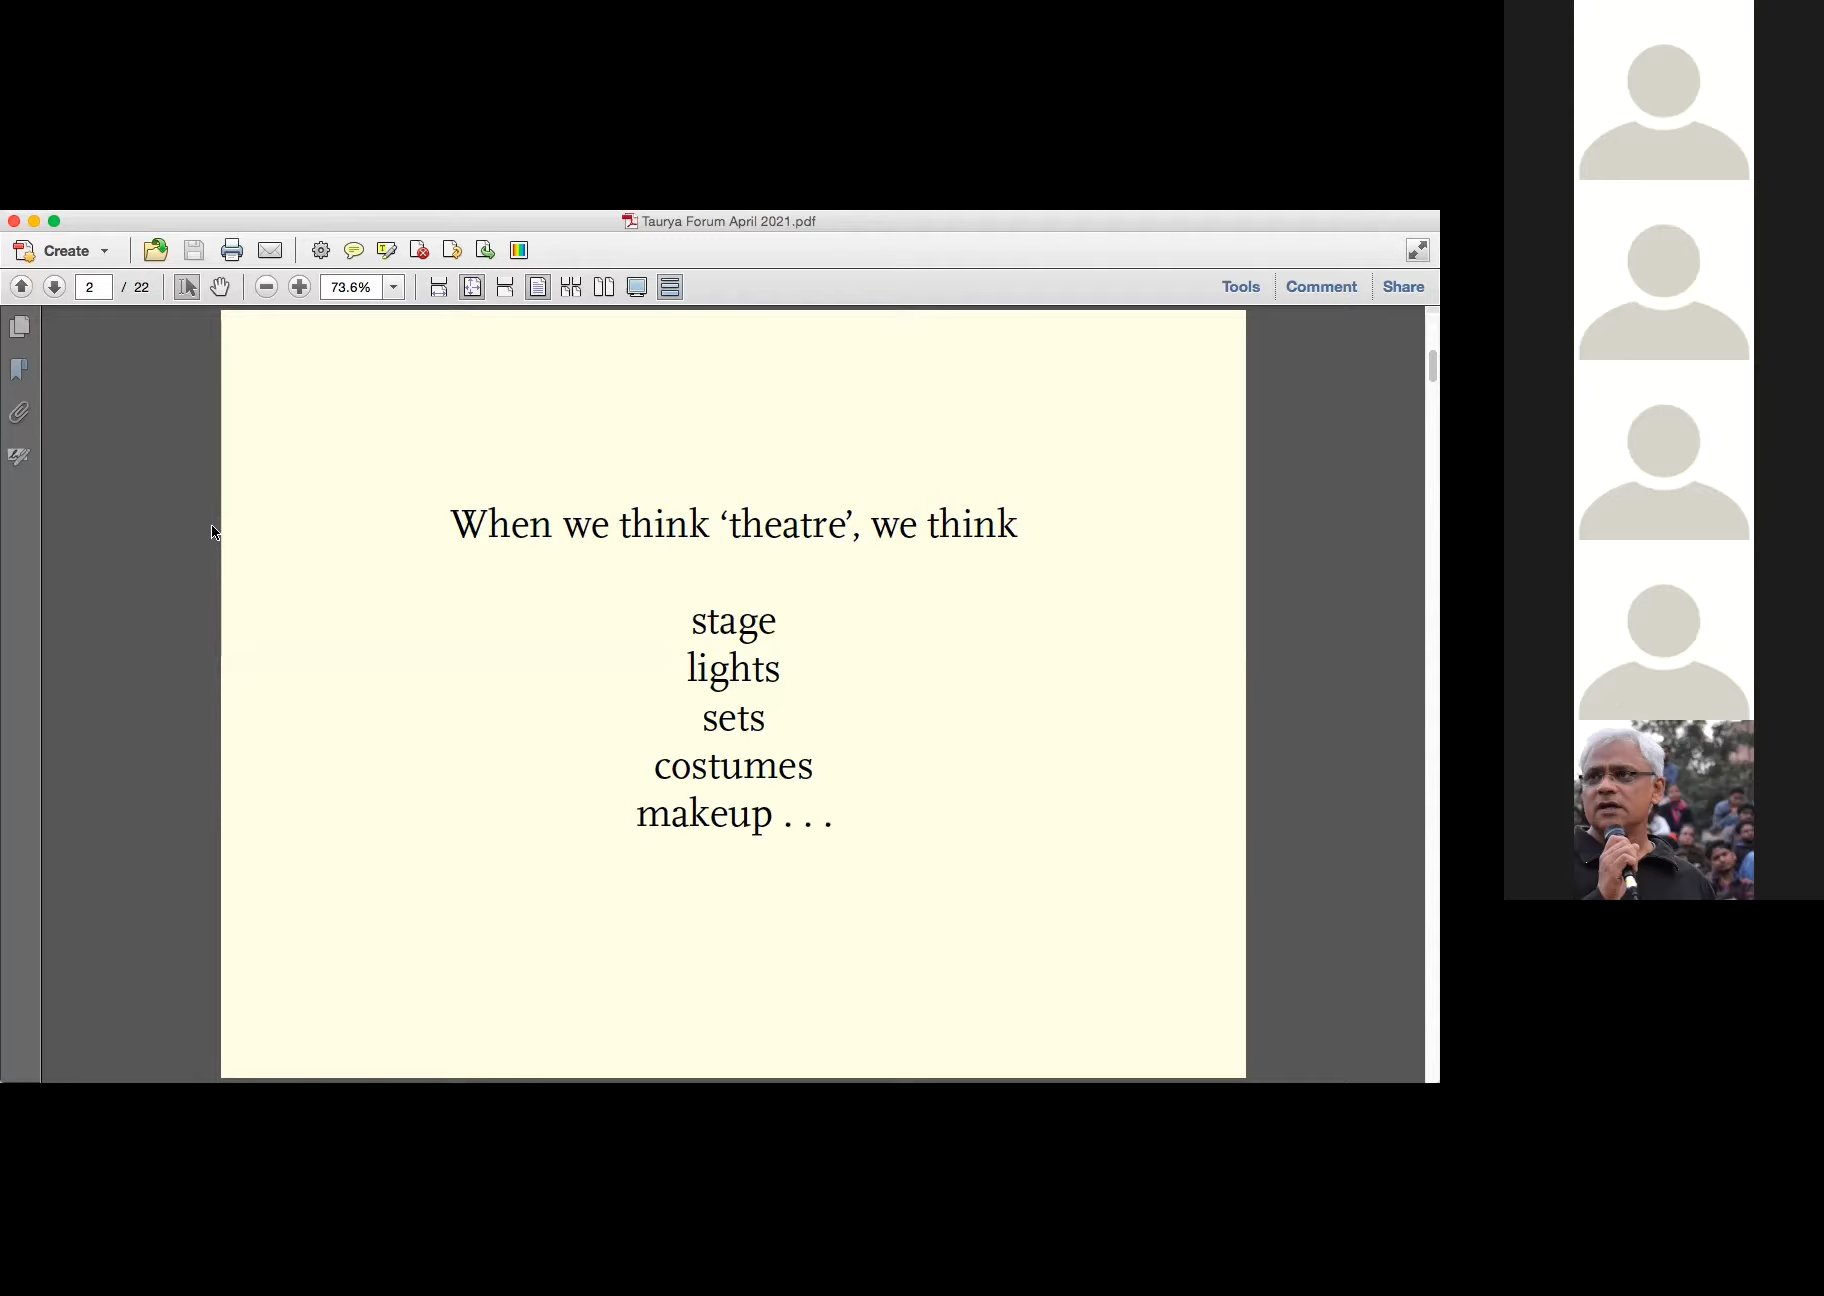 Taurya Forum April 2021.pdf
Create
2 / 22 73.6% Tools Comment Share
When we think ‘theatre’, we think
stage
lights
sets
costumes
makeup . . .